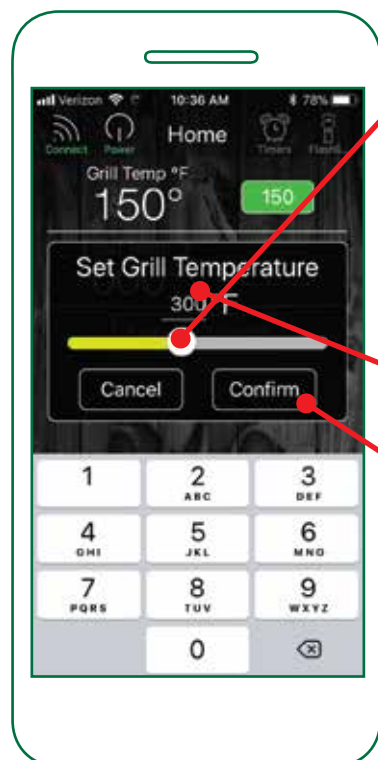 Verizon 10:36 AM 78%
Connect Power Home Timers
Grill Temp °F
150° 150
Set Grill Temperature
300 °F
Cancel Confirm
1 2 3
ABC DEF
4 5 6
GHI JKL MNO
7 8 9
PQRS TUV WXYZ
0